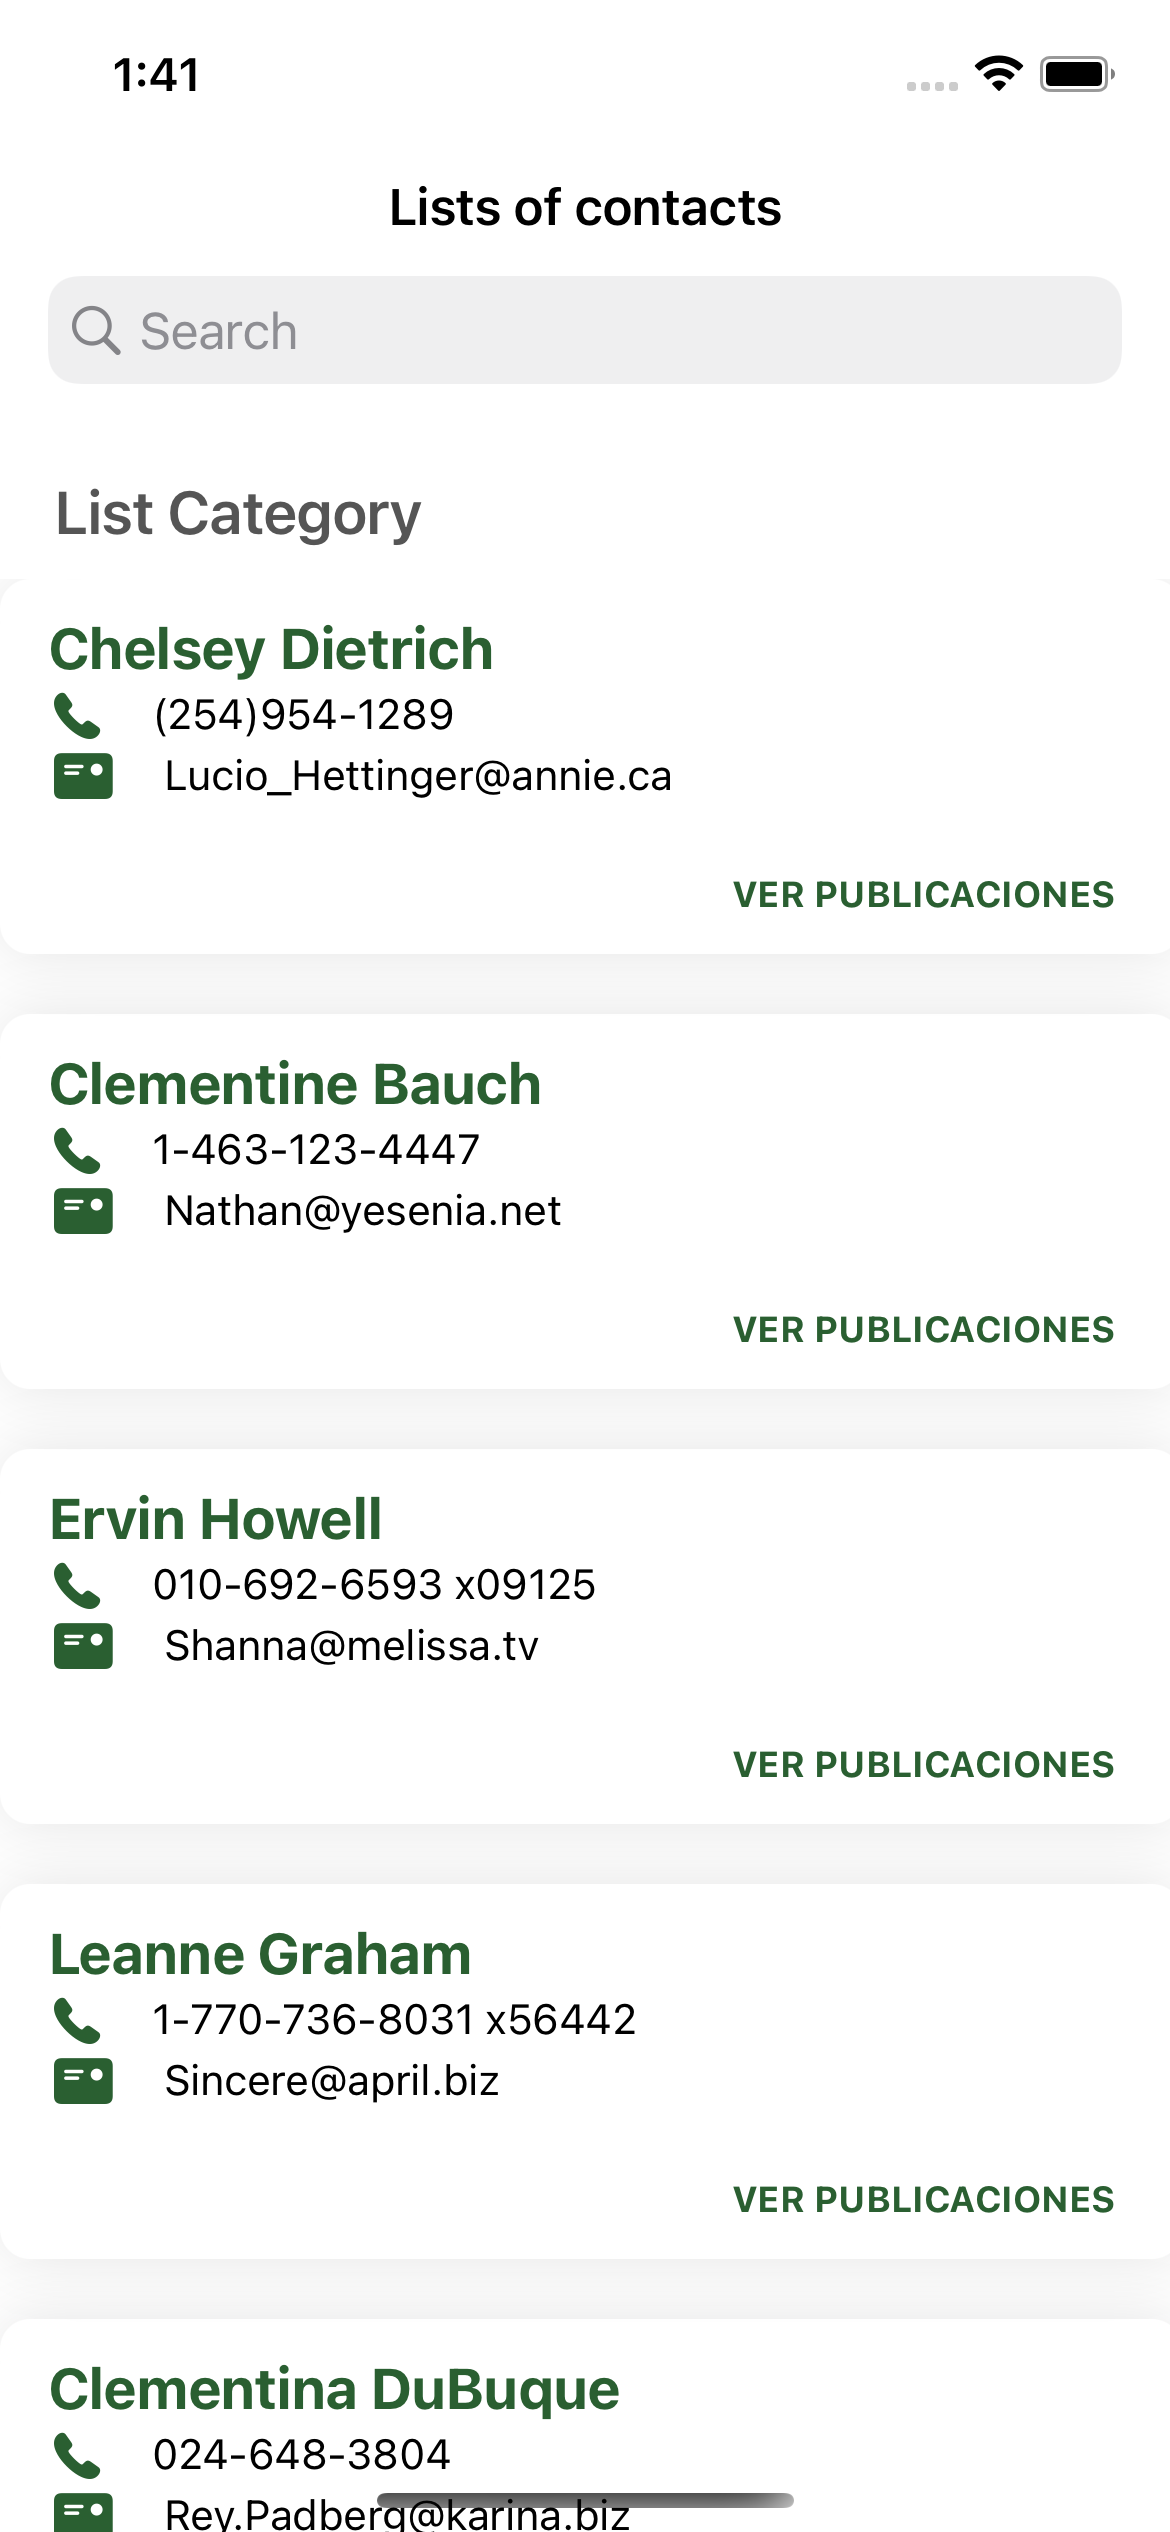 1:41
Lists of contacts
Search
List Category
Chelsey Dietrich
(254)954-1289
Lucio_Hettinger@annie.ca
VER PUBLICACIONES
Clementine Bauch
1-463-123-4447
Nathan@yesenia.net
VER PUBLICACIONES
Ervin Howell
010-692-6593 x09125
Shanna@melissa.tv
VER PUBLICACIONES
Leanne Graham
1-770-736-8031 x56442
Sincere@april.biz
VER PUBLICACIONES
Clementina DuBuque
024-648-3804
Rey.Padberg@karina.biz